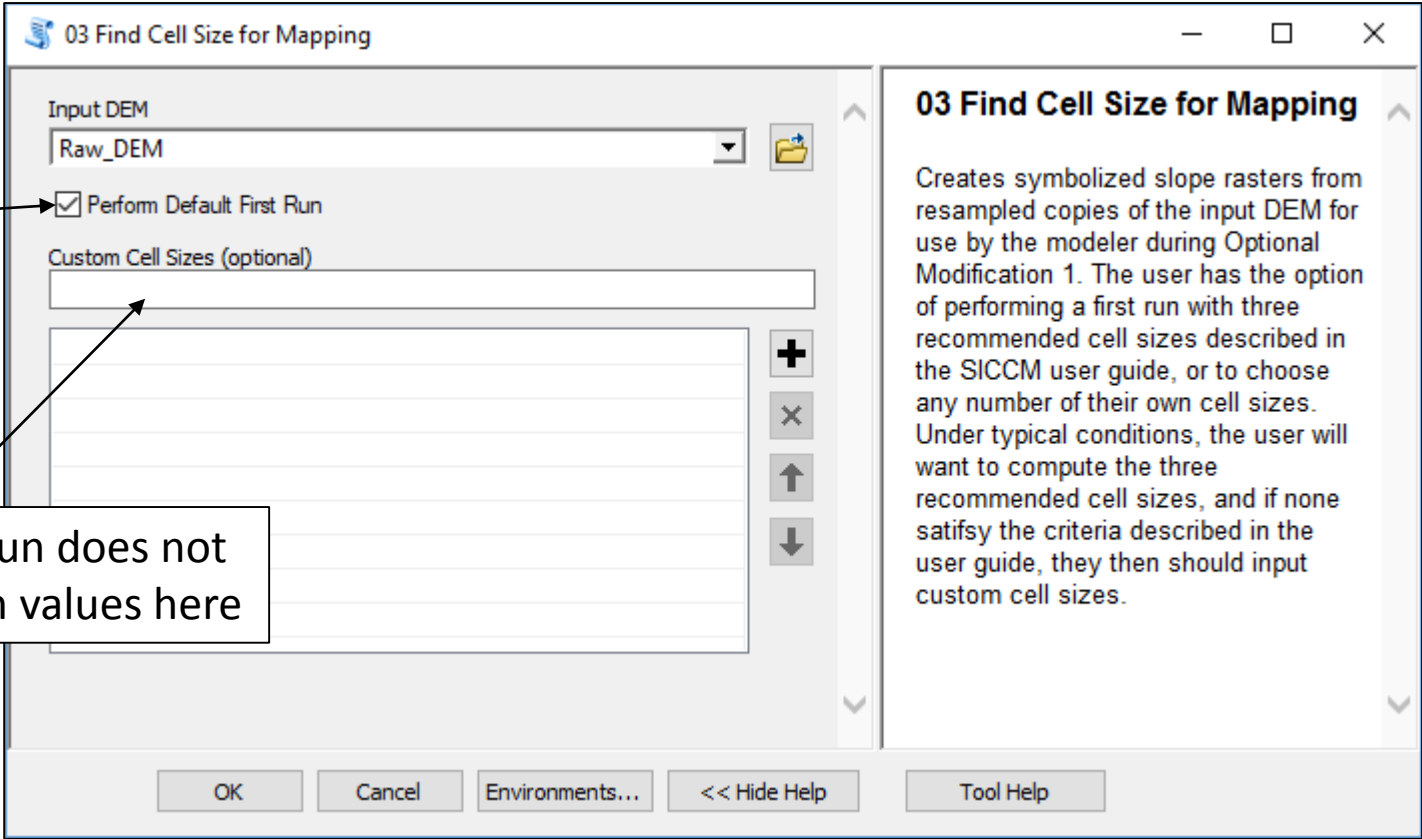 03 Find Cell Size for Mapping
Input DEM
Raw_DEM
Perform Default First Run
Custom Cell Sizes (optional)
un does not
values here
OK
Cancel
Environments...
<< Hide Help
03 Find Cell Size for Mapping
Creates symbolized slope rasters from
resampled copies of the input DEM for
use by the modeler during Optional
Modification 1. The user has the option
of performing a first run with three
recommended cell sizes described in
the SICCM user guide, or to choose
any number of their own cell sizes.
Under typical conditions, the user will
want to compute the three
recommended cell sizes, and if none
satifsy the criteria described in the
user guide, they then should input
custom cell sizes.
Tool Help